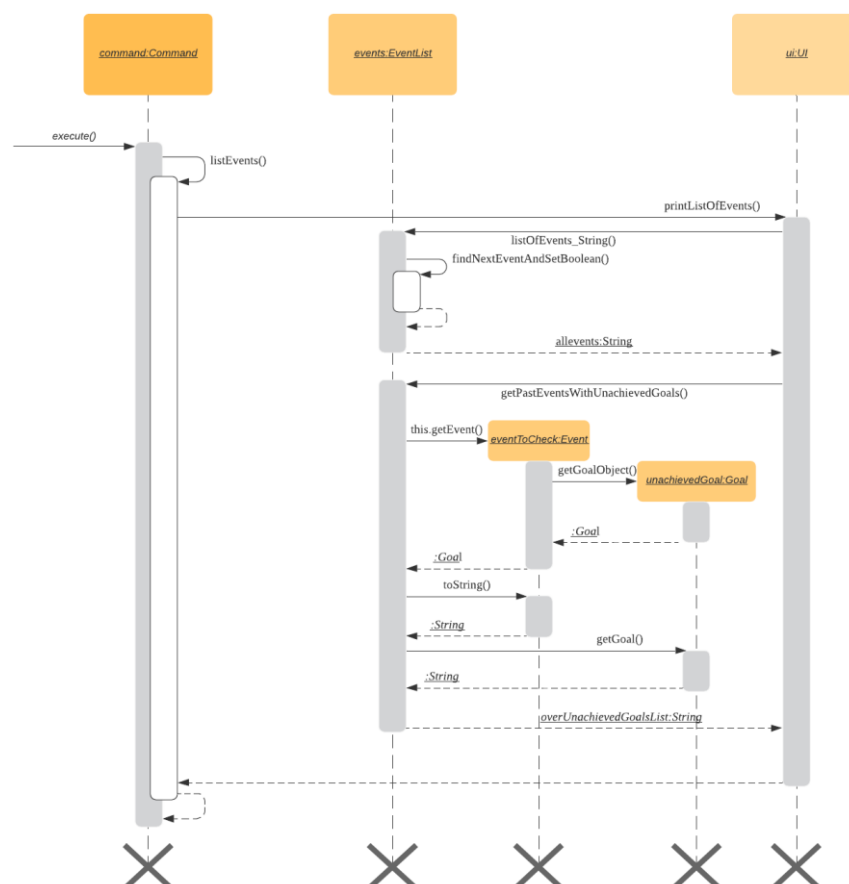 command:Command
events:EventList
ui:UI
execute()
listEvents()
printListOfEvents()
listOfEvents_String()
findNextEventAndSetBoolean()
allevents:String
getPastEventsWithUnachievedGoals()
this.getEvent()
eventToCheck:Event
getGoalObject()
unachievedGoal:Goal
:Goal
:Goal
toString()
:String
getGoal()
:String
overUnachievedGoalsList:String